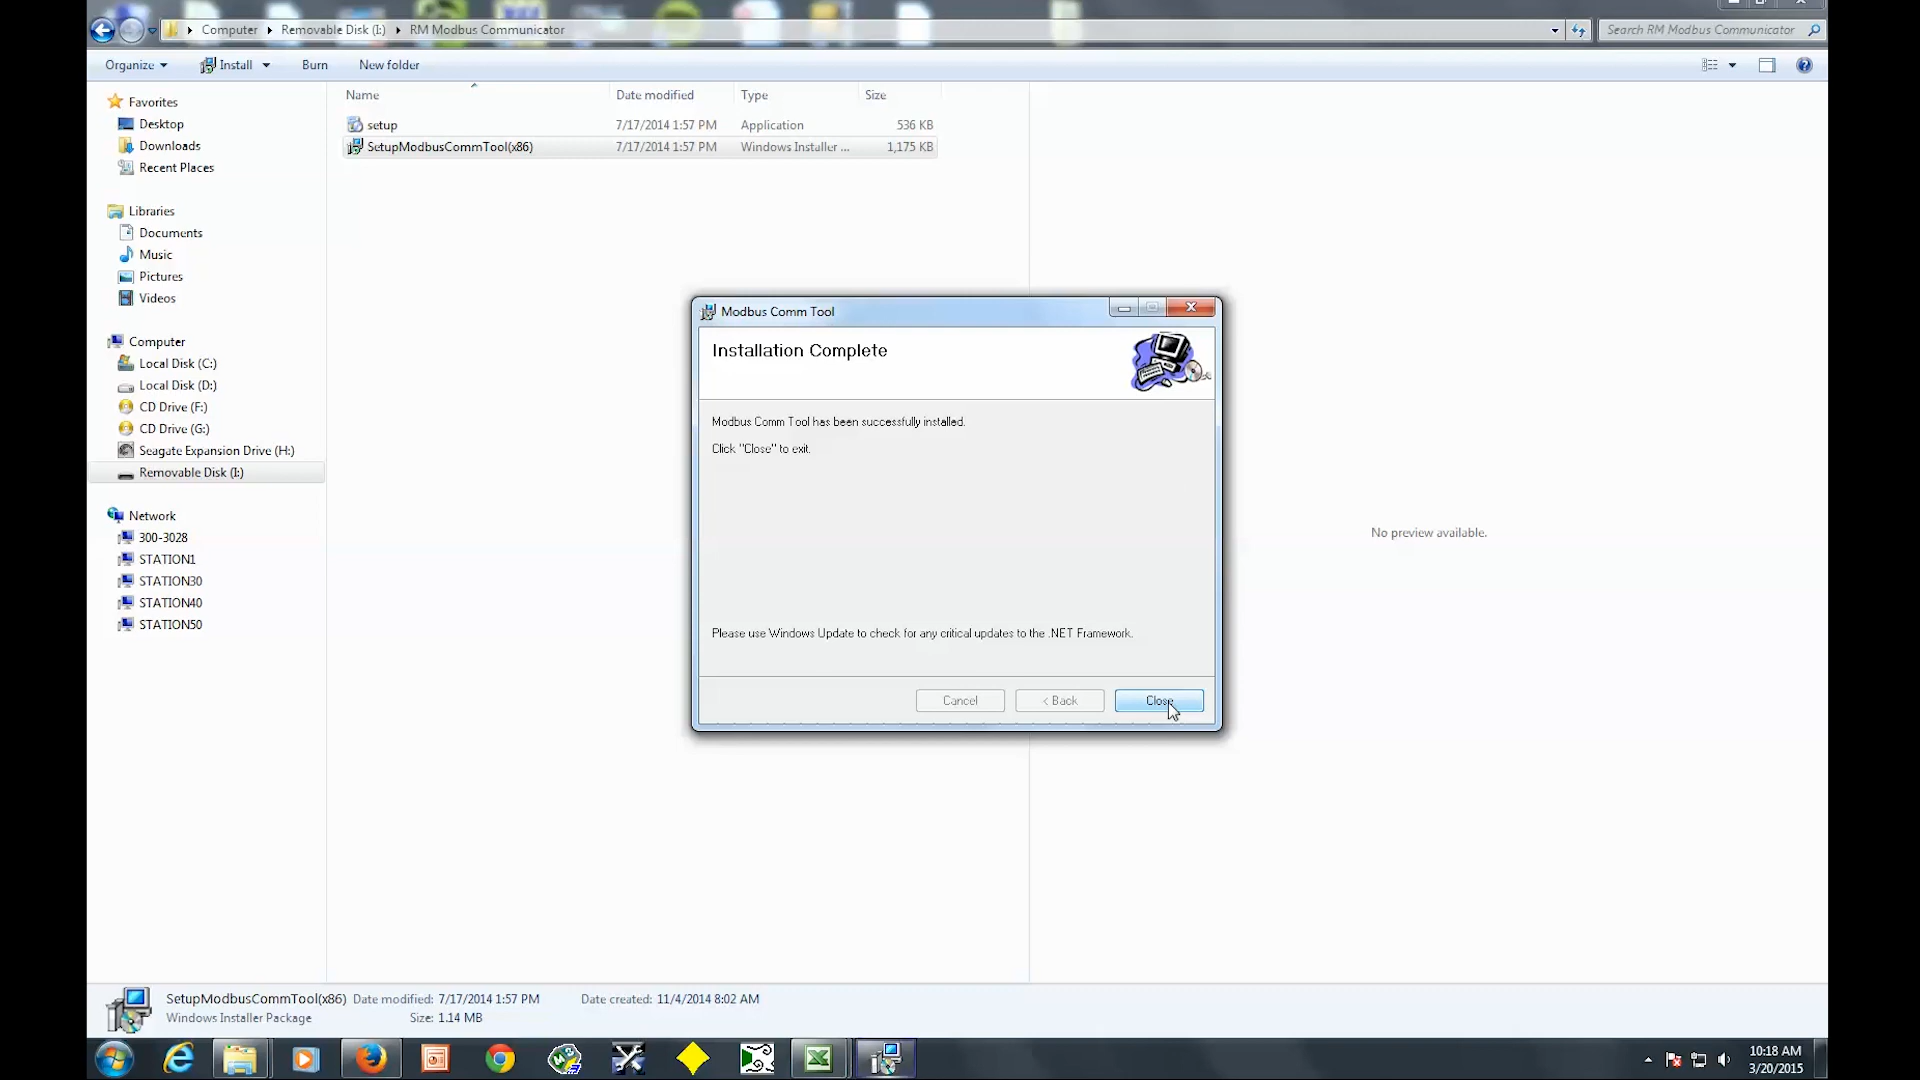 Computer Removable Disk (I:) RM Modbus Communicator
Search RM Modbus Communicator
Organize Install Burn New folder
Name Date modified Type Size
setup 7/17/2014 1:57 PM Application 536 KB
SetupModbusCommTool(x86) 7/17/2014 1:57 PM Windows Installer ... 1,175 KB
Favorites
Desktop
Downloads
Recent Places
Libraries
Documents
Music
Pictures
Videos
Computer
Local Disk (C:)
Local Disk (D:)
CD Drive (F:)
CD Drive (G:)
Seagate Expansion Drive (H:)
Removable Disk (I:)
Network
300-3028
STATION1
STATION30
STATION40
STATION50
Modbus Comm Tool
Installation Complete
Modbus Comm Tool has been successfully installed.
Click "Close" to exit.
Please use Windows Update to check for any critical updates to the .NET Framework.
Cancel < Back Close
No preview available.
SetupModbusCommTool(x86) Date modified: 7/17/2014 1:57 PM Date created: 11/4/2014 8:02 AM
Windows Installer Package Size: 1.14 MB
10:18 AM
3/20/2015